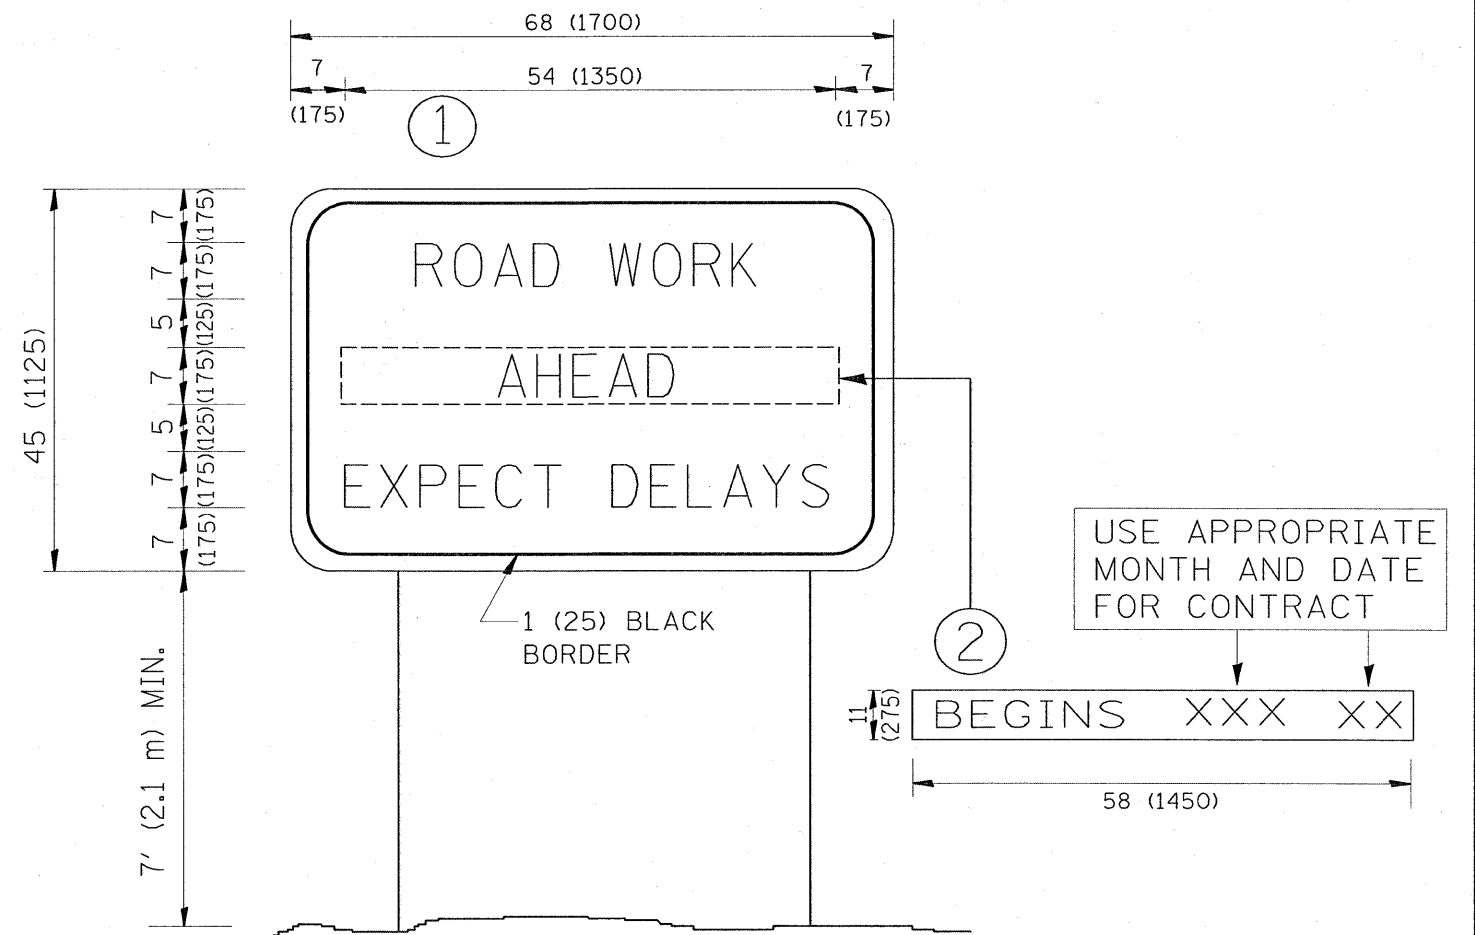 68 (1700)
7
54 (1350)
7
(175)
(175)
1
7 (175)
7 (175)
5 (125)
7 (175)
5 (125)
7 (175)
7 (175)
45 (1125)
ROAD WORK
AHEAD
EXPECT DELAYS
1 (25) BLACK
BORDER
7' (2.1 m) MIN.
2
USE APPROPRIATE
MONTH AND DATE
FOR CONTRACT
11
(275)
BEGINS XXX XX
58 (1450)